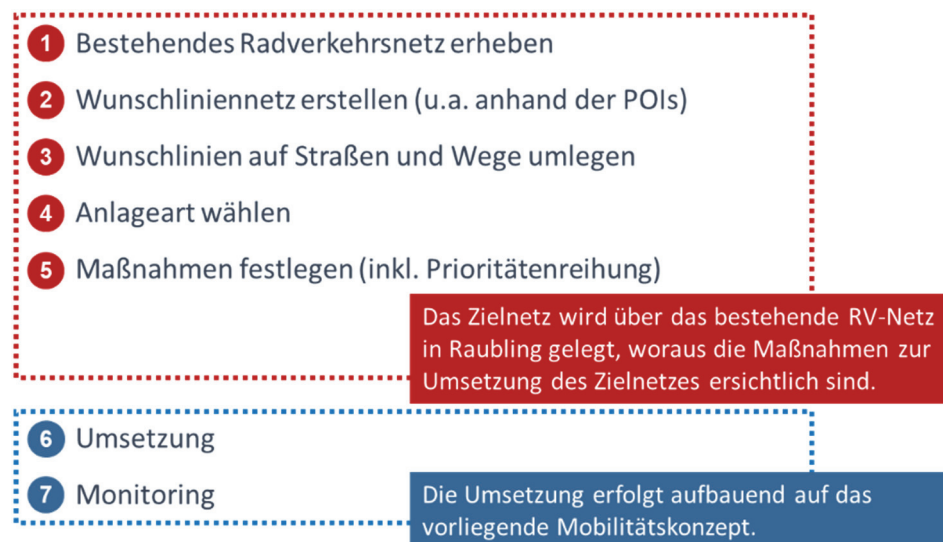 1 Bestehendes Radverkehrsnetz erheben
2 Wunschliniennetz erstellen (u.a. anhand der POIs)
3 Wunschlinien auf Straßen und Wege umlegen
4 Anlageart wählen
5 Maßnahmen festlegen (inkl. Prioritätenreihung)
Das Zielnetz wird über das bestehende RV-Netz
in Raubling gelegt, woraus die Maßnahmen zur
Umsetzung des Zielnetzes ersichtlich sind.
6 Umsetzung
7 Monitoring
Die Umsetzung erfolgt aufbauend auf das
vorliegende Mobilitätskonzept.